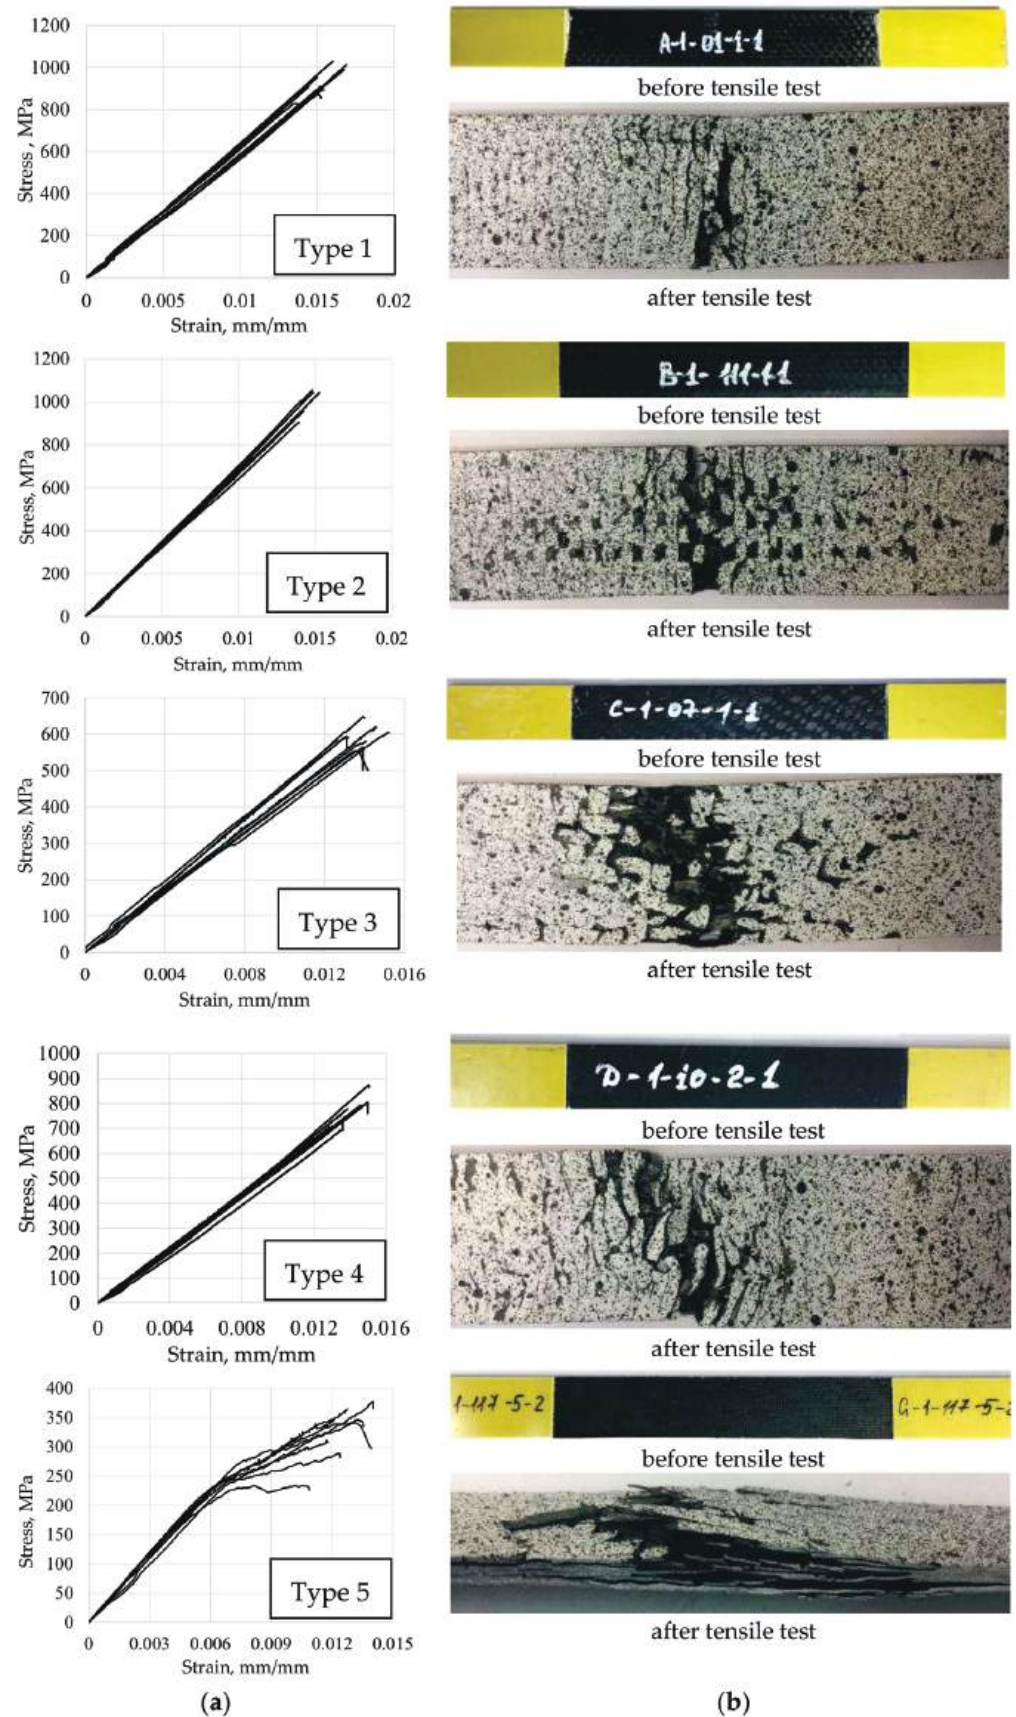 1200
1000
800
600
400
200
0
Stress , MPa
Type 1
0 0.005 0.01 0.015 0.02
Strain, mm/mm
A-1-01-1-1
before tensile test
after tensile test
1200
1000
800
600
400
200
0
Stress, MPa
Type 2
0 0.005 0.01 0.015 0.02
Strain, mm/mm
B-1-111-1-1
before tensile test
after tensile test
700
600
500
400
300
200
100
0
Stress, MPa
Type 3
0 0.004 0.008 0.012 0.016
Strain, mm/mm
C-1-07-1-1
before tensile test
after tensile test
1000
900
800
700
600
500
400
300
200
100
0
Stress, MPa
Type 4
0 0.004 0.008 0.012 0.016
Strain, mm/mm
D-1-10-2-1
before tensile test
after tensile test
400
350
300
250
200
150
100
50
0
Stress, MPa
Type 5
0 0.003 0.006 0.009 0.012 0.015
Strain, mm/mm
1-117-5-2
G-1-117-5-2
before tensile test
after tensile test
(a)
(b)